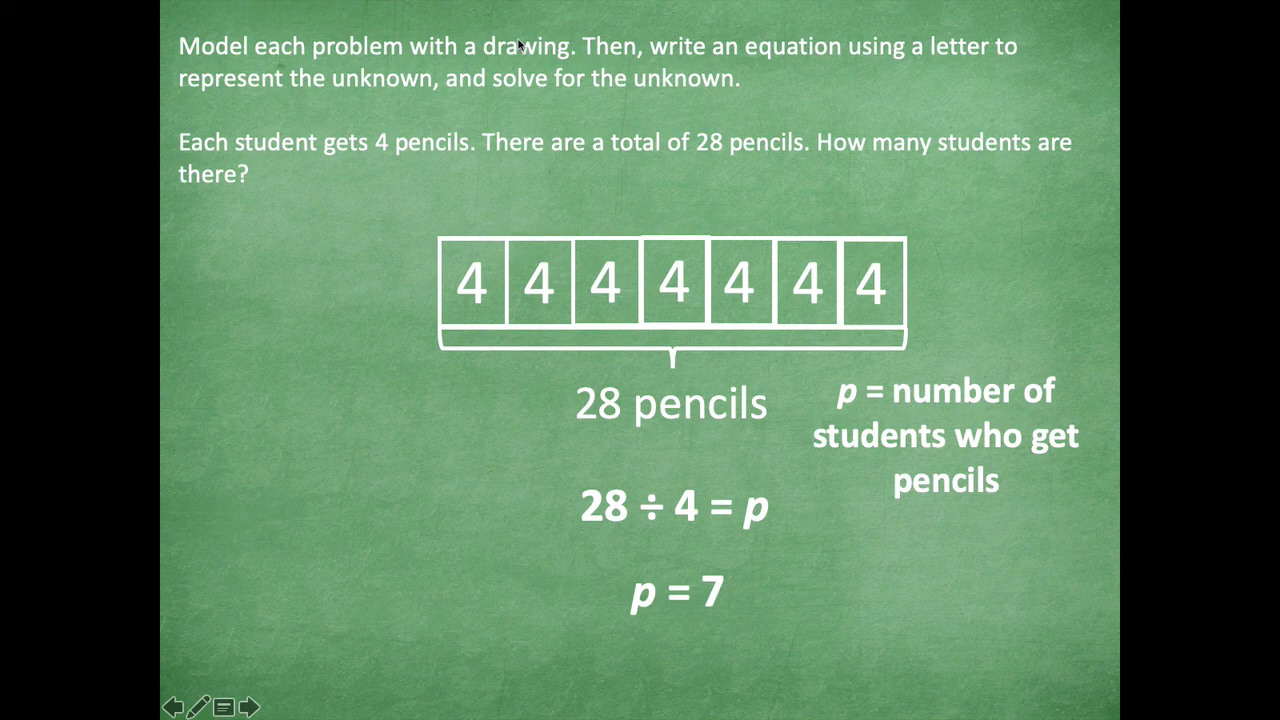 Model each problem with a drawing. Then, write an equation using a letter to
represent the unknown, and solve for the unknown.
Each student gets 4 pencils. There are a total of 28 pencils. How many students are
there?
4 4 4 4 4 4 4
28 pencils
p = number of
students who get
pencils
28 ÷ 4 = p
p = 7